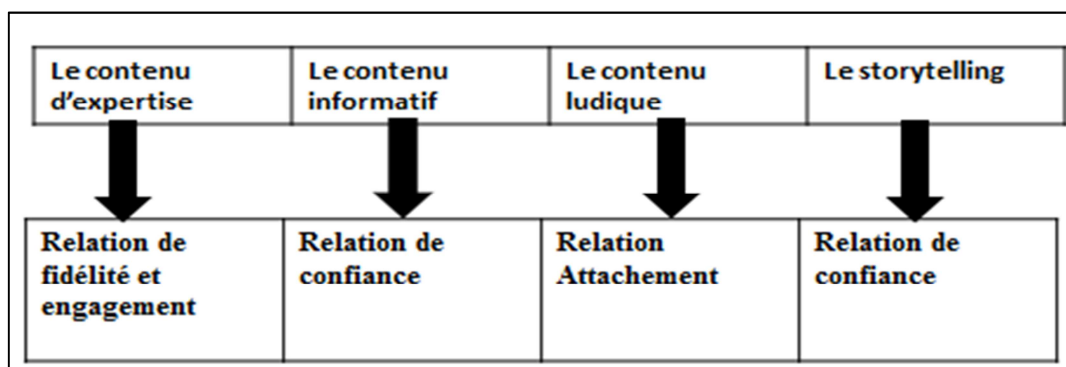 Le contenu
d'expertise
Le contenu
informatif
Le contenu
ludique
Le storytelling
Relation de
fidélité et
engagement
Relation de
confiance
Relation
Attachement
Relation de
confiance